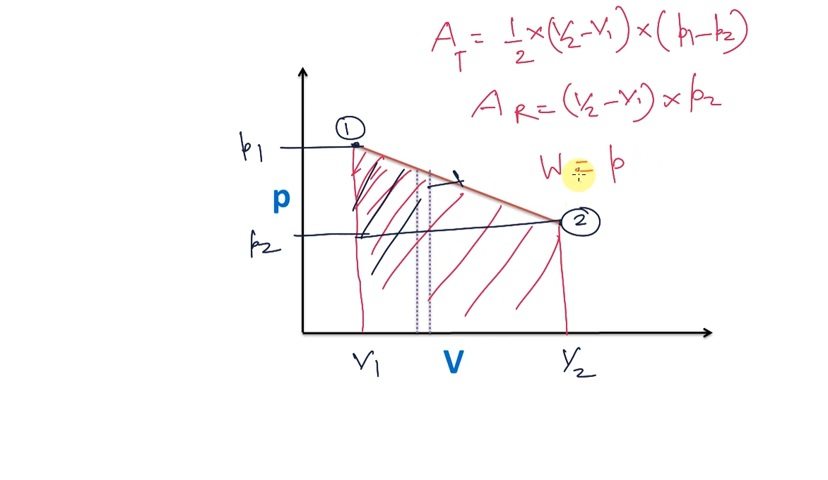 A_T = 1/2 × (V2 − V1) × (p1 − p2)
A_R = (V2 − V1) × p2
W = p
1
p1
p
2
p2
V1
V
V2